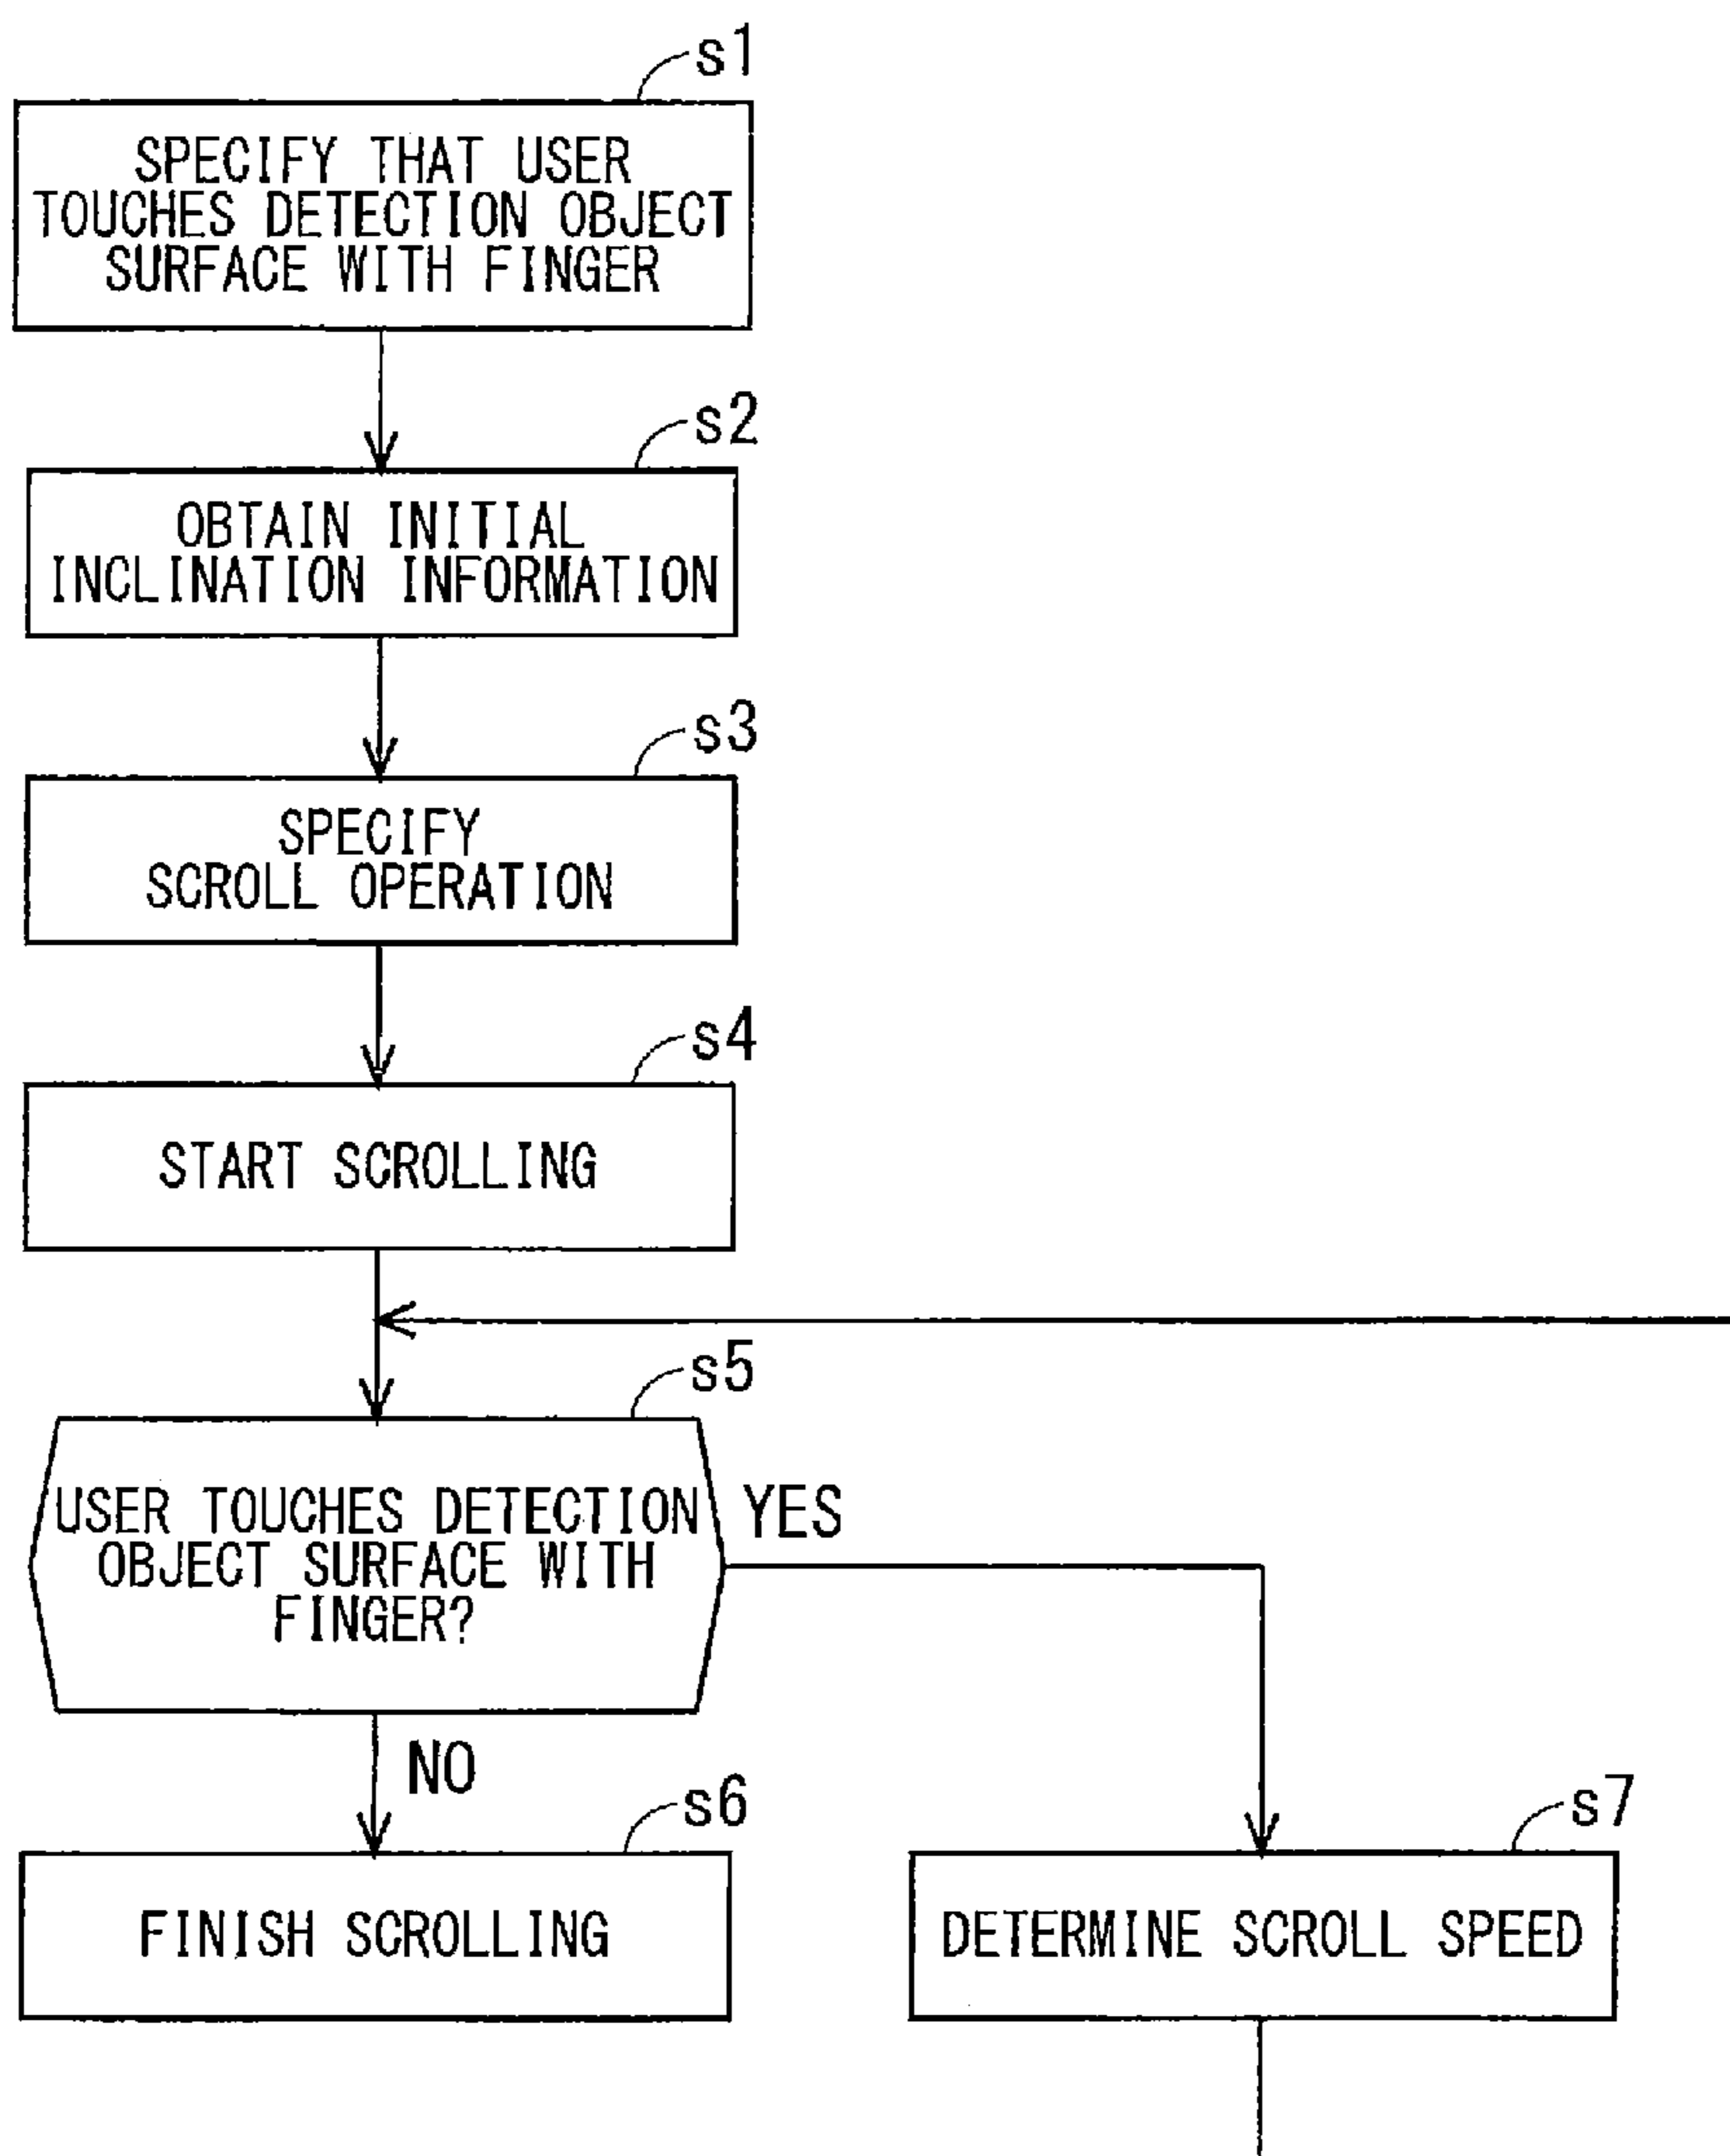 s1
SPECIFY THAT USER
TOUCHES DETECTION OBJECT
SURFACE WITH FINGER
s2
OBTAIN INITIAL
INCLINATION INFORMATION
s3
SPECIFY
SCROLL OPERATION
s4
START SCROLLING
s5
USER TOUCHES DETECTION
OBJECT SURFACE WITH
FINGER?
YES
NO
s6
FINISH SCROLLING
s7
DETERMINE SCROLL SPEED